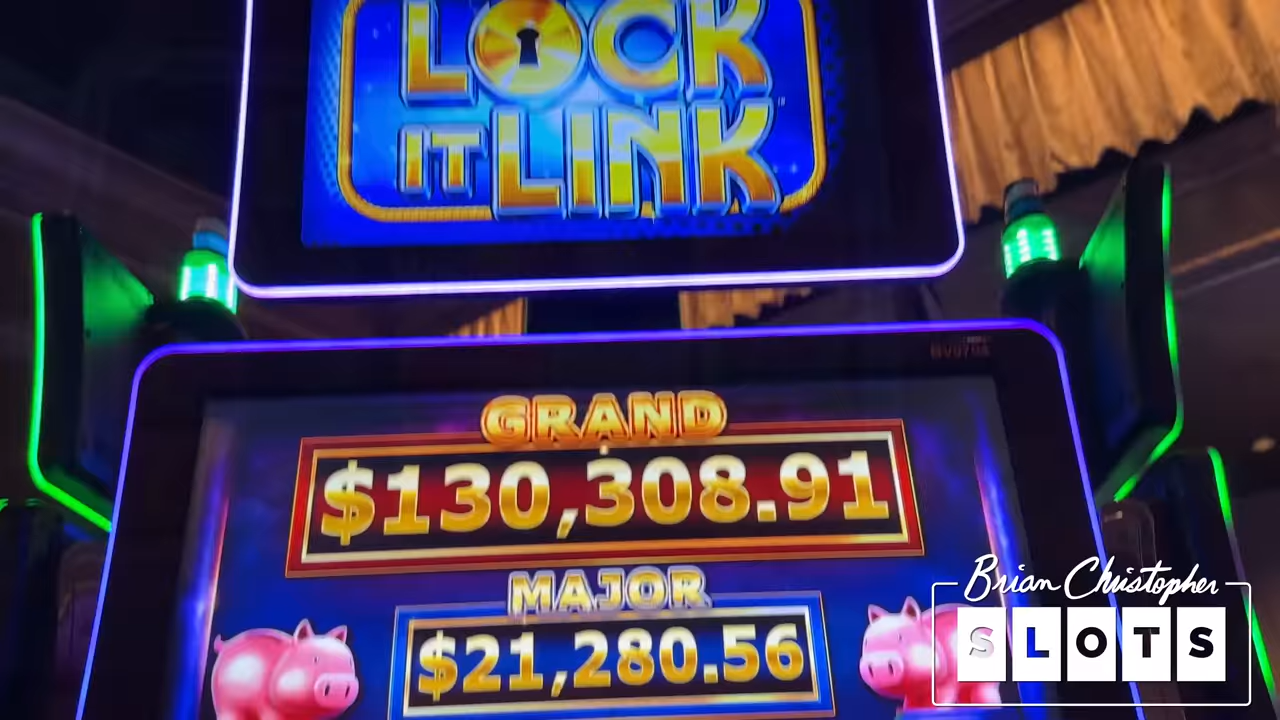 LOCK
IT LINK
GRAND
$130,308.91
MAJOR
$21,280.56
Brian Christopher
SLOTS